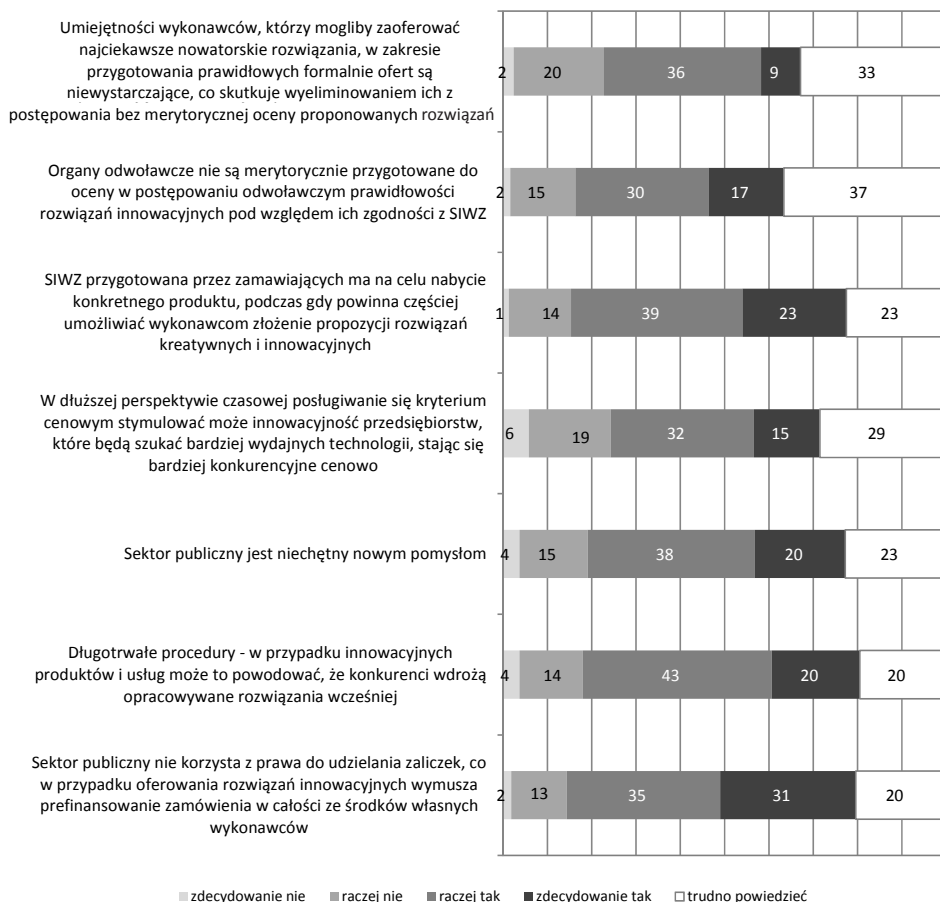 Umiejętności wykonawców, którzy mogliby zaoferować
najciekawsze nowatorskie rozwiązania, w zakresie
przygotowania prawidłowych formalnie ofert są
niewystarczające, co skutkuje wyeliminowaniem ich z
postępowania bez merytorycznej oceny proponowanych rozwiązań
2 20 36 9 33
Organy odwoławcze nie są merytorycznie przygotowane do
oceny w postępowaniu odwoławczym prawidłowości
rozwiązań innowacyjnych pod względem ich zgodności z SIWZ
2 15 30 17 37
SIWZ przygotowana przez zamawiających ma na celu nabycie
konkretnego produktu, podczas gdy powinna częściej
umożliwiać wykonawcom złożenie propozycji rozwiązań
kreatywnych i innowacyjnych
1 14 39 23 23
W dłuższej perspektywie czasowej posługiwanie się kryterium
cenowym stymulować może innowacyjność przedsiębiorstw,
które będą szukać bardziej wydajnych technologii, stając się
bardziej konkurencyjne cenowo
6 19 32 15 29
Sektor publiczny jest niechętny nowym pomysłom
4 15 38 20 23
Długotrwałe procedury - w przypadku innowacyjnych
produktów i usług może to powodować, że konkurenci wdrożą
opracowywane rozwiązania wcześniej
4 14 43 20 20
Sektor publiczny nie korzysta z prawa do udzielania zaliczek, co
w przypadku oferowania rozwiązań innowacyjnych wymusza
prefinansowanie zamówienia w całości ze środków własnych
wykonawców
2 13 35 31 20
zdecydowanie nie raczej nie raczej tak zdecydowanie tak trudno powiedzieć